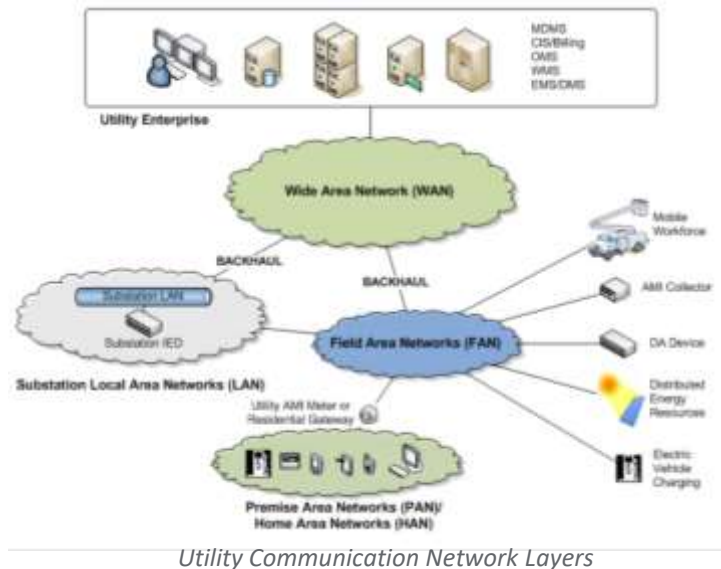 MDMS
CIS/Billing
OMS
WMS
EMS/DMS
Utility Enterprise
Wide Area Network (WAN)
BACKHAUL
BACKHAUL
Mobile
Workforce
AMI Collector
Substation LAN
Substation IED
Field Area Networks (FAN)
DA Device
Substation Local Area Networks (LAN)
Distributed
Energy
Resources
Utility AMI Meter or
Residential Gateway
Electric
Vehicle
Charging
Premise Area Networks (PAN)/
Home Area Networks (HAN)
Utility Communication Network Layers